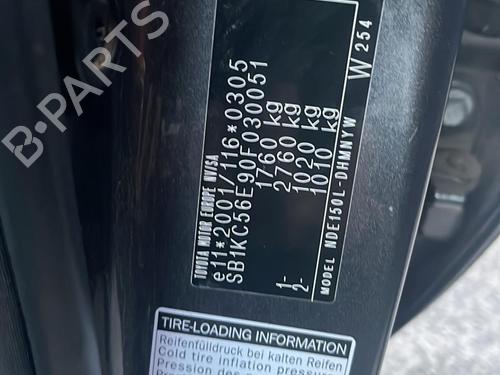 TOYOTA MOTOR EUROPE NV/SA
e11*2001/116*0305
SB1KC56E90F030051
1760 kg
2760 kg
1- 1020 kg
2- 1010 kg
MODEL NDE150L-DHMNYW
W 254
TIRE-LOADING INFORMATION
Reifenfülldruck bei kalten Reifen
Cold tire inflation pressure
B-PARTS